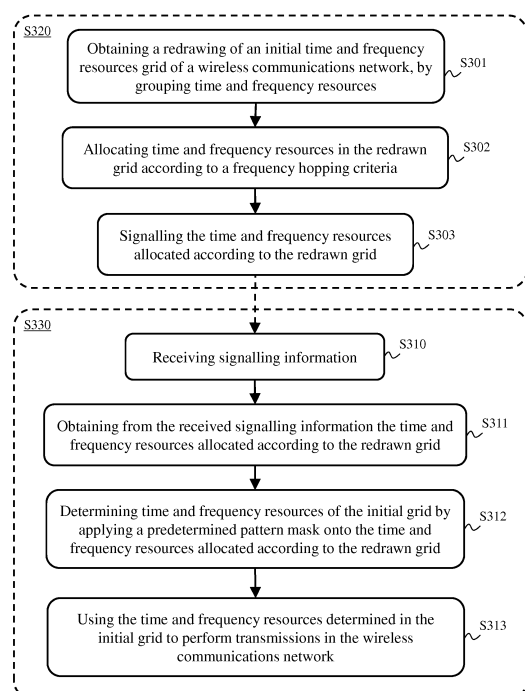 S320
Obtaining a redrawing of an initial time and frequency
resources grid of a wireless communications network, by
grouping time and frequency resources
S301
Allocating time and frequency resources in the redrawn
grid according to a frequency hopping criteria
S302
Signalling the time and frequency resources
allocated according to the redrawn grid
S303
S330
Receiving signalling information
S310
Obtaining from the received signalling information the time and
frequency resources allocated according to the redrawn grid
S311
Determining time and frequency resources of the initial grid by
applying a predetermined pattern mask onto the time and
frequency resources allocated according to the redrawn grid
S312
Using the time and frequency resources determined in the
initial grid to perform transmissions in the wireless
communications network
S313